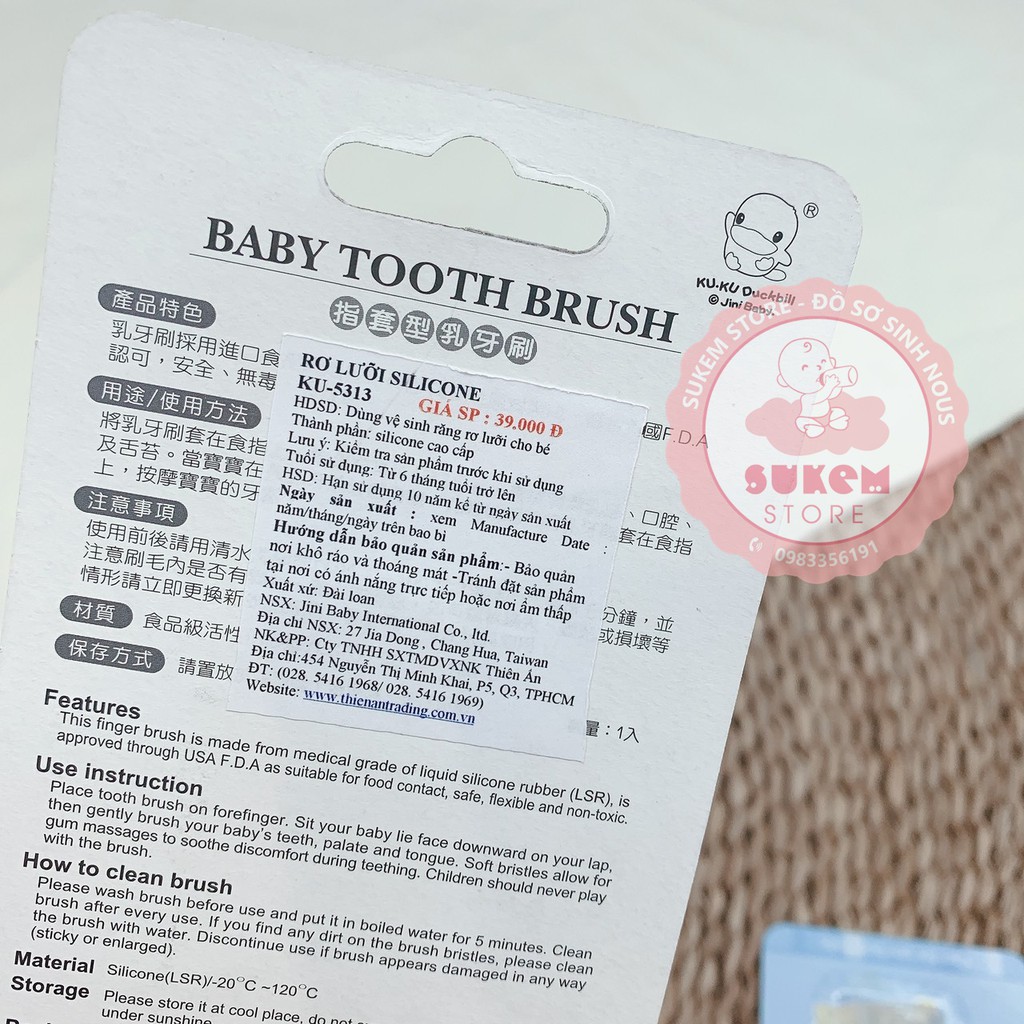 BABY TOOTH BRUSH
指套型乳牙刷
®
KU.KU Duckbill
© Jini Baby.
產品特色
乳牙刷採用進口食
認可，安全、無毒
國F.D.A
用途/使用方法
將乳牙刷套在食指
及舌苔。當寶寶在
上，按摩寶寶的牙
、口腔、
套在食指
注意事項
使用前後請用清水
注意刷毛內是否有
情形請立即更換新
分鐘，並
或損壞等
材質 食品級活性
保存方式 請置放
量：1入
RƠ LƯỠI SILICONE
KU-5313 GIÁ SP : 39.000 Đ
HDSD: Dùng vệ sinh răng rơ lưỡi cho bé
Thành phần: silicone cao cấp
Lưu ý: Kiểm tra sản phẩm trước khi sử dụng
Tuổi sử dụng: Từ 6 tháng tuổi trở lên
HSD: Hạn sử dụng 10 năm kể từ ngày sản xuất
Ngày sản xuất : xem Manufacture Date :
năm/tháng/ngày trên bao bì
Hướng dẫn bảo quản sản phẩm:- Bảo quản
nơi khô ráo và thoáng mát -Tránh đặt sản phẩm
tại nơi có ánh nắng trực tiếp hoặc nơi ẩm thấp
Xuất xứ: Đài loan
NSX: Jini Baby International Co., ltd.
Địa chỉ NSX: 27 Jia Dong , Chang Hua, Taiwan
NK&PP: Cty TNHH SXTMDVXNK Thiên Ân
Địa chỉ:454 Nguyễn Thị Minh Khai, P5, Q3, TPHCM
ĐT: (028. 5416 1968/ 028. 5416 1969)
Website: www.thienantrading.com.vn
Features
This finger brush is made from medical grade of liquid silicone rubber (LSR), is
approved through USA F.D.A as suitable for food contact, safe, flexible and non-toxic.
Use instruction
Place tooth brush on forefinger. Sit your baby lie face downward on your lap,
then gently brush your baby's teeth, palate and tongue. Soft bristles allow for
gum massages to soothe discomfort during teething. Children should never play
with the brush.
How to clean brush
Please wash brush before use and put it in boiled water for 5 minutes. Clean
brush after every use. If you find any dirt on the brush bristles, please clean
the brush with water. Discontinue use if brush appears damaged in any way
(sticky or enlarged).
Material Silicone(LSR)/-20°C ~120°C
Storage Please store it at cool place, do not
under sunshine.
SUKEM STORE - ĐỒ SƠ SINH NOUS
SUKEM
STORE
0983356191